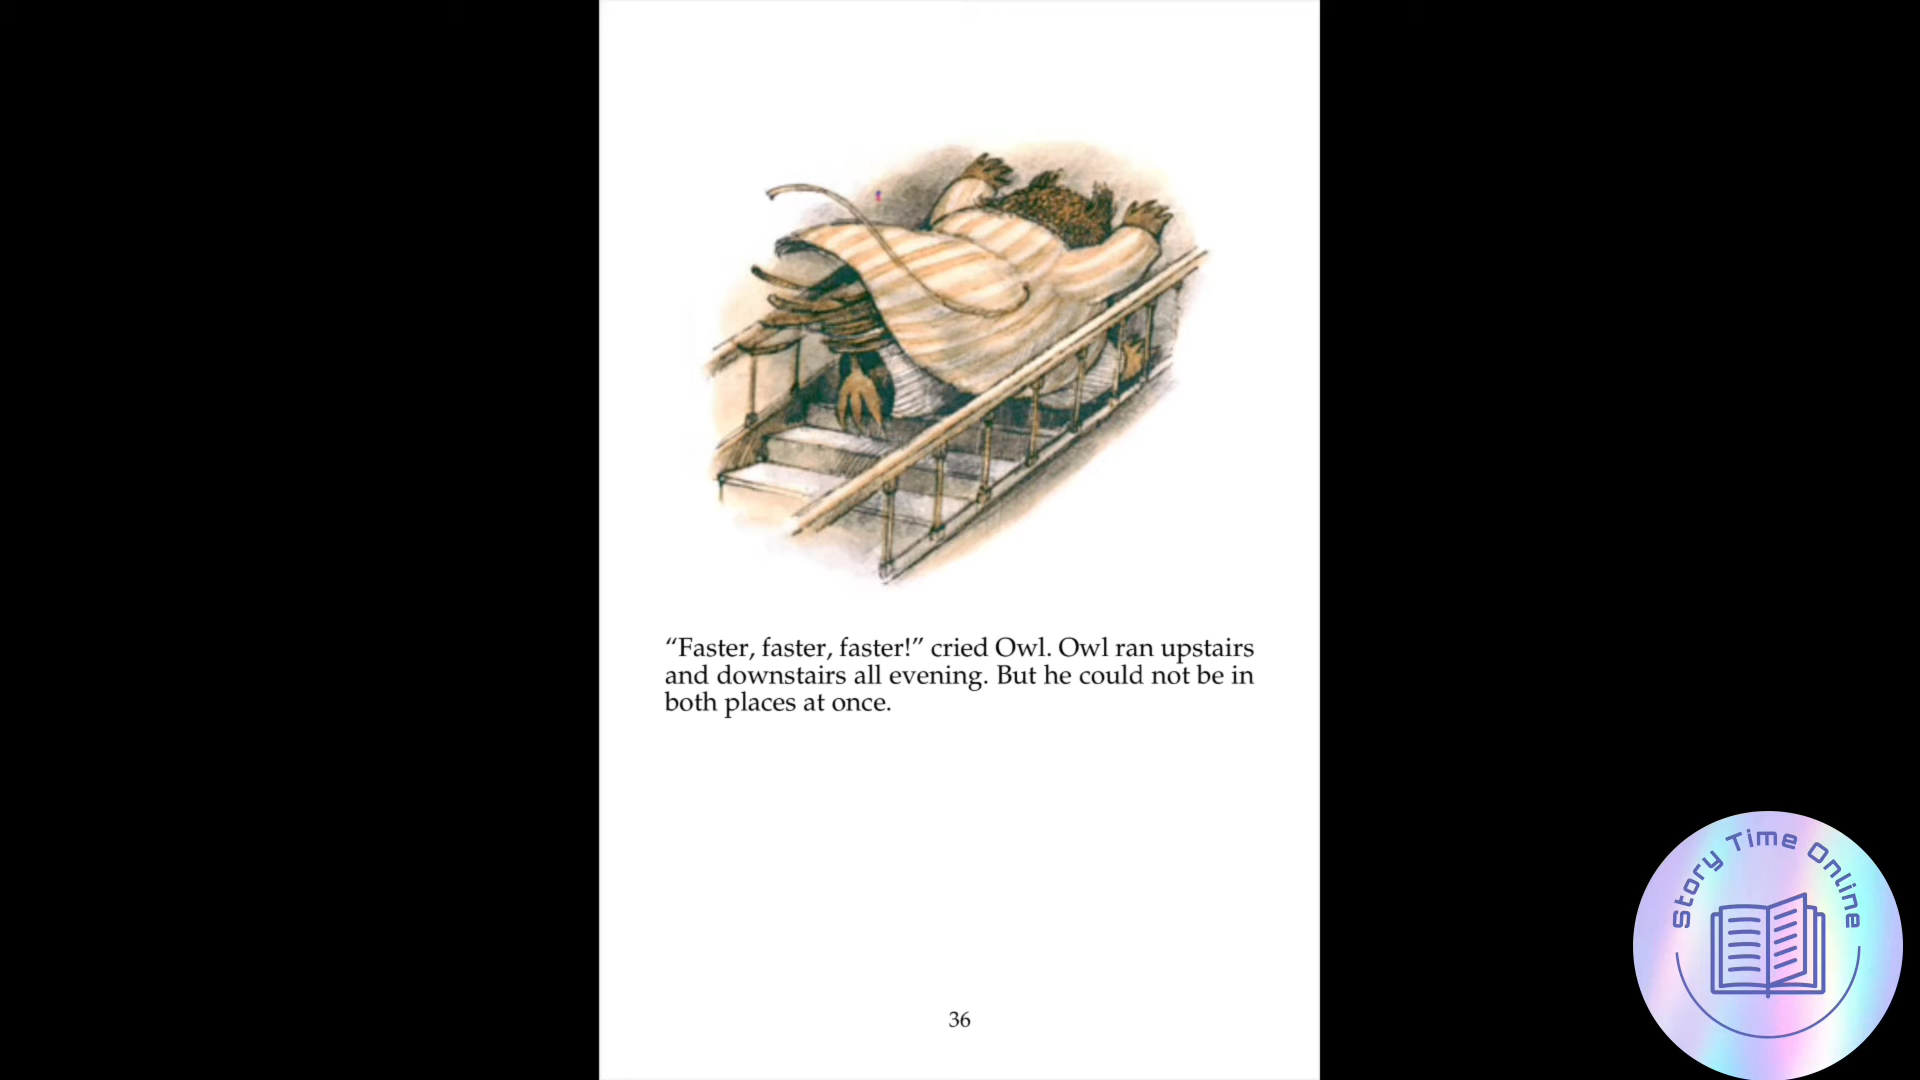 “Faster, faster, faster!” cried Owl. Owl ran upstairs
and downstairs all evening. But he could not be in
both places at once.
36
Story Time Online